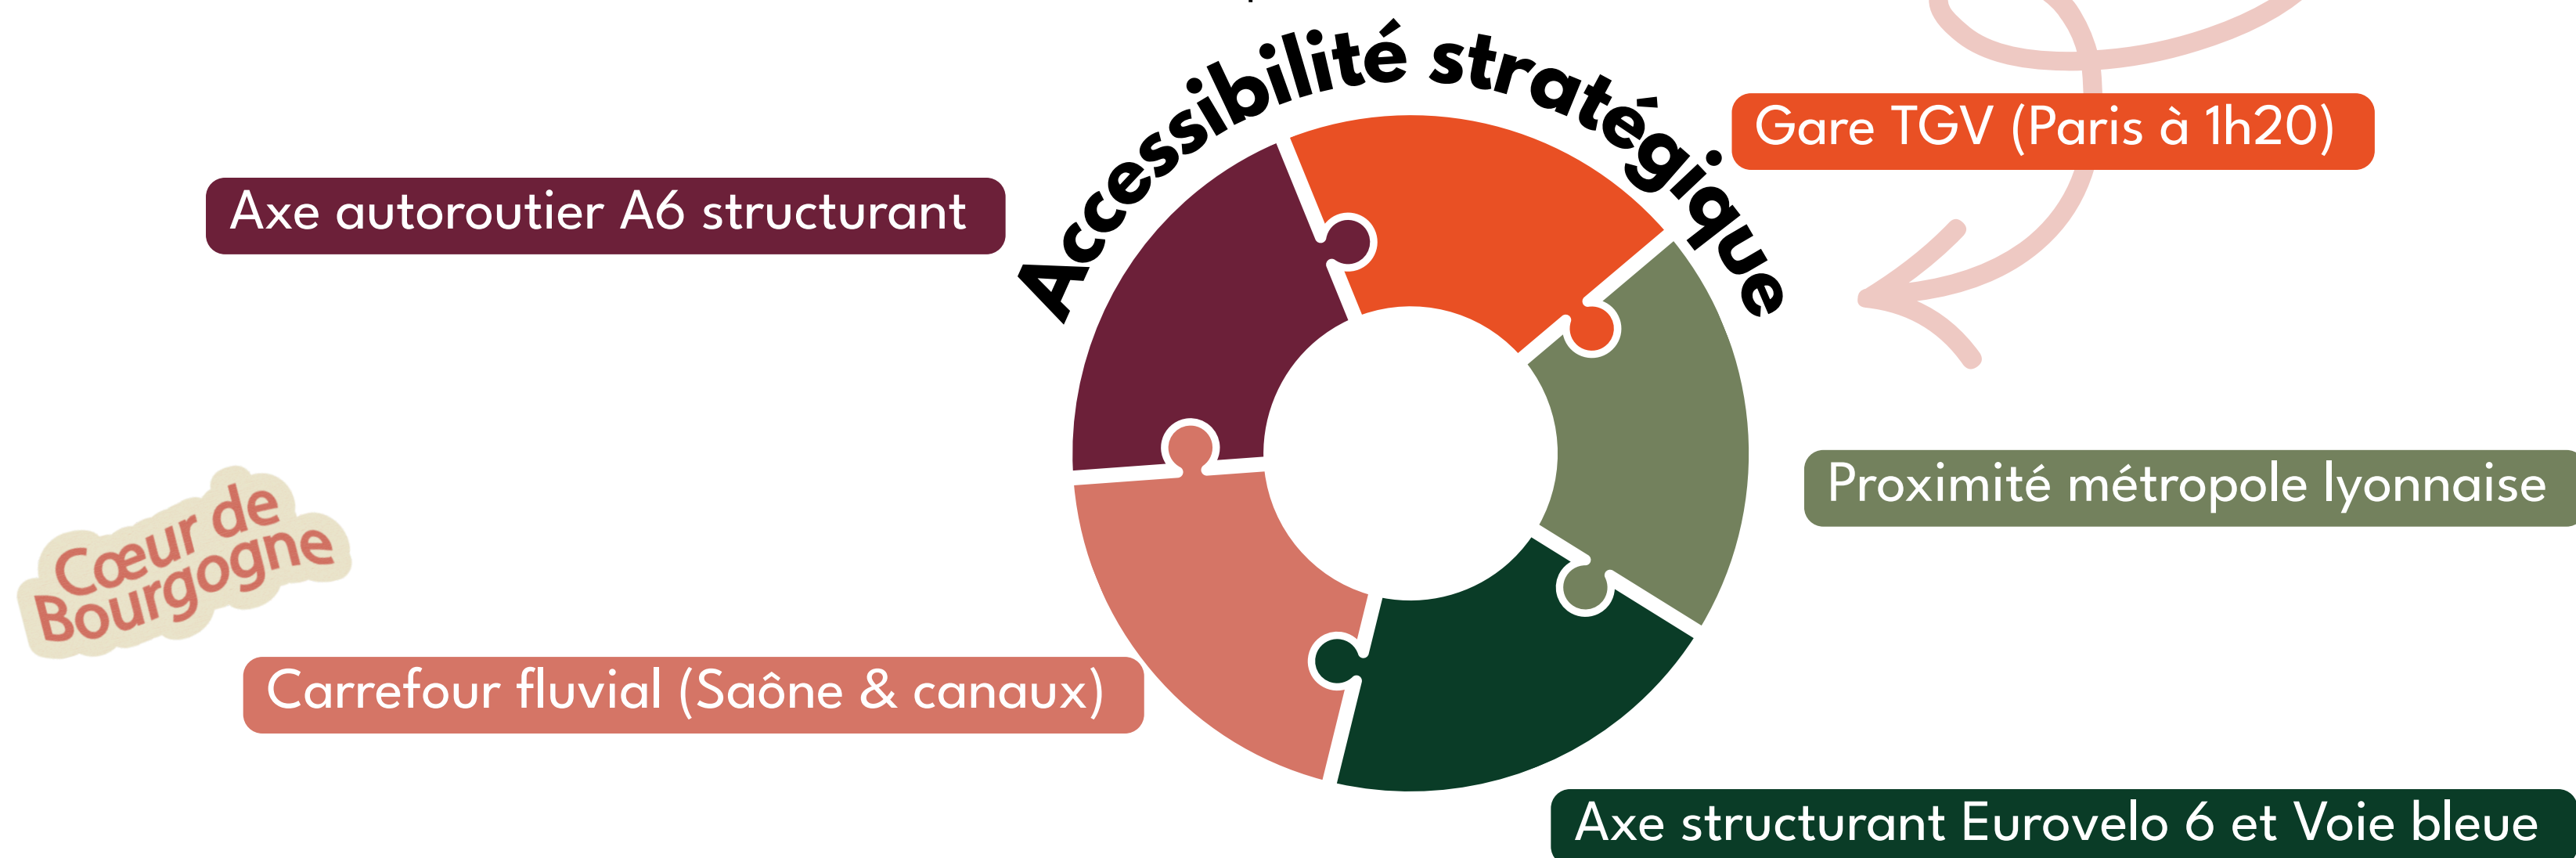 Accessibilité stratégique
Gare TGV (Paris à 1h20)
Axe autoroutier A6 structurant
Proximité métropole lyonnaise
Cœur de
Bourgogne
Carrefour fluvial (Saône & canaux)
Axe structurant Eurovelo 6 et Voie bleue